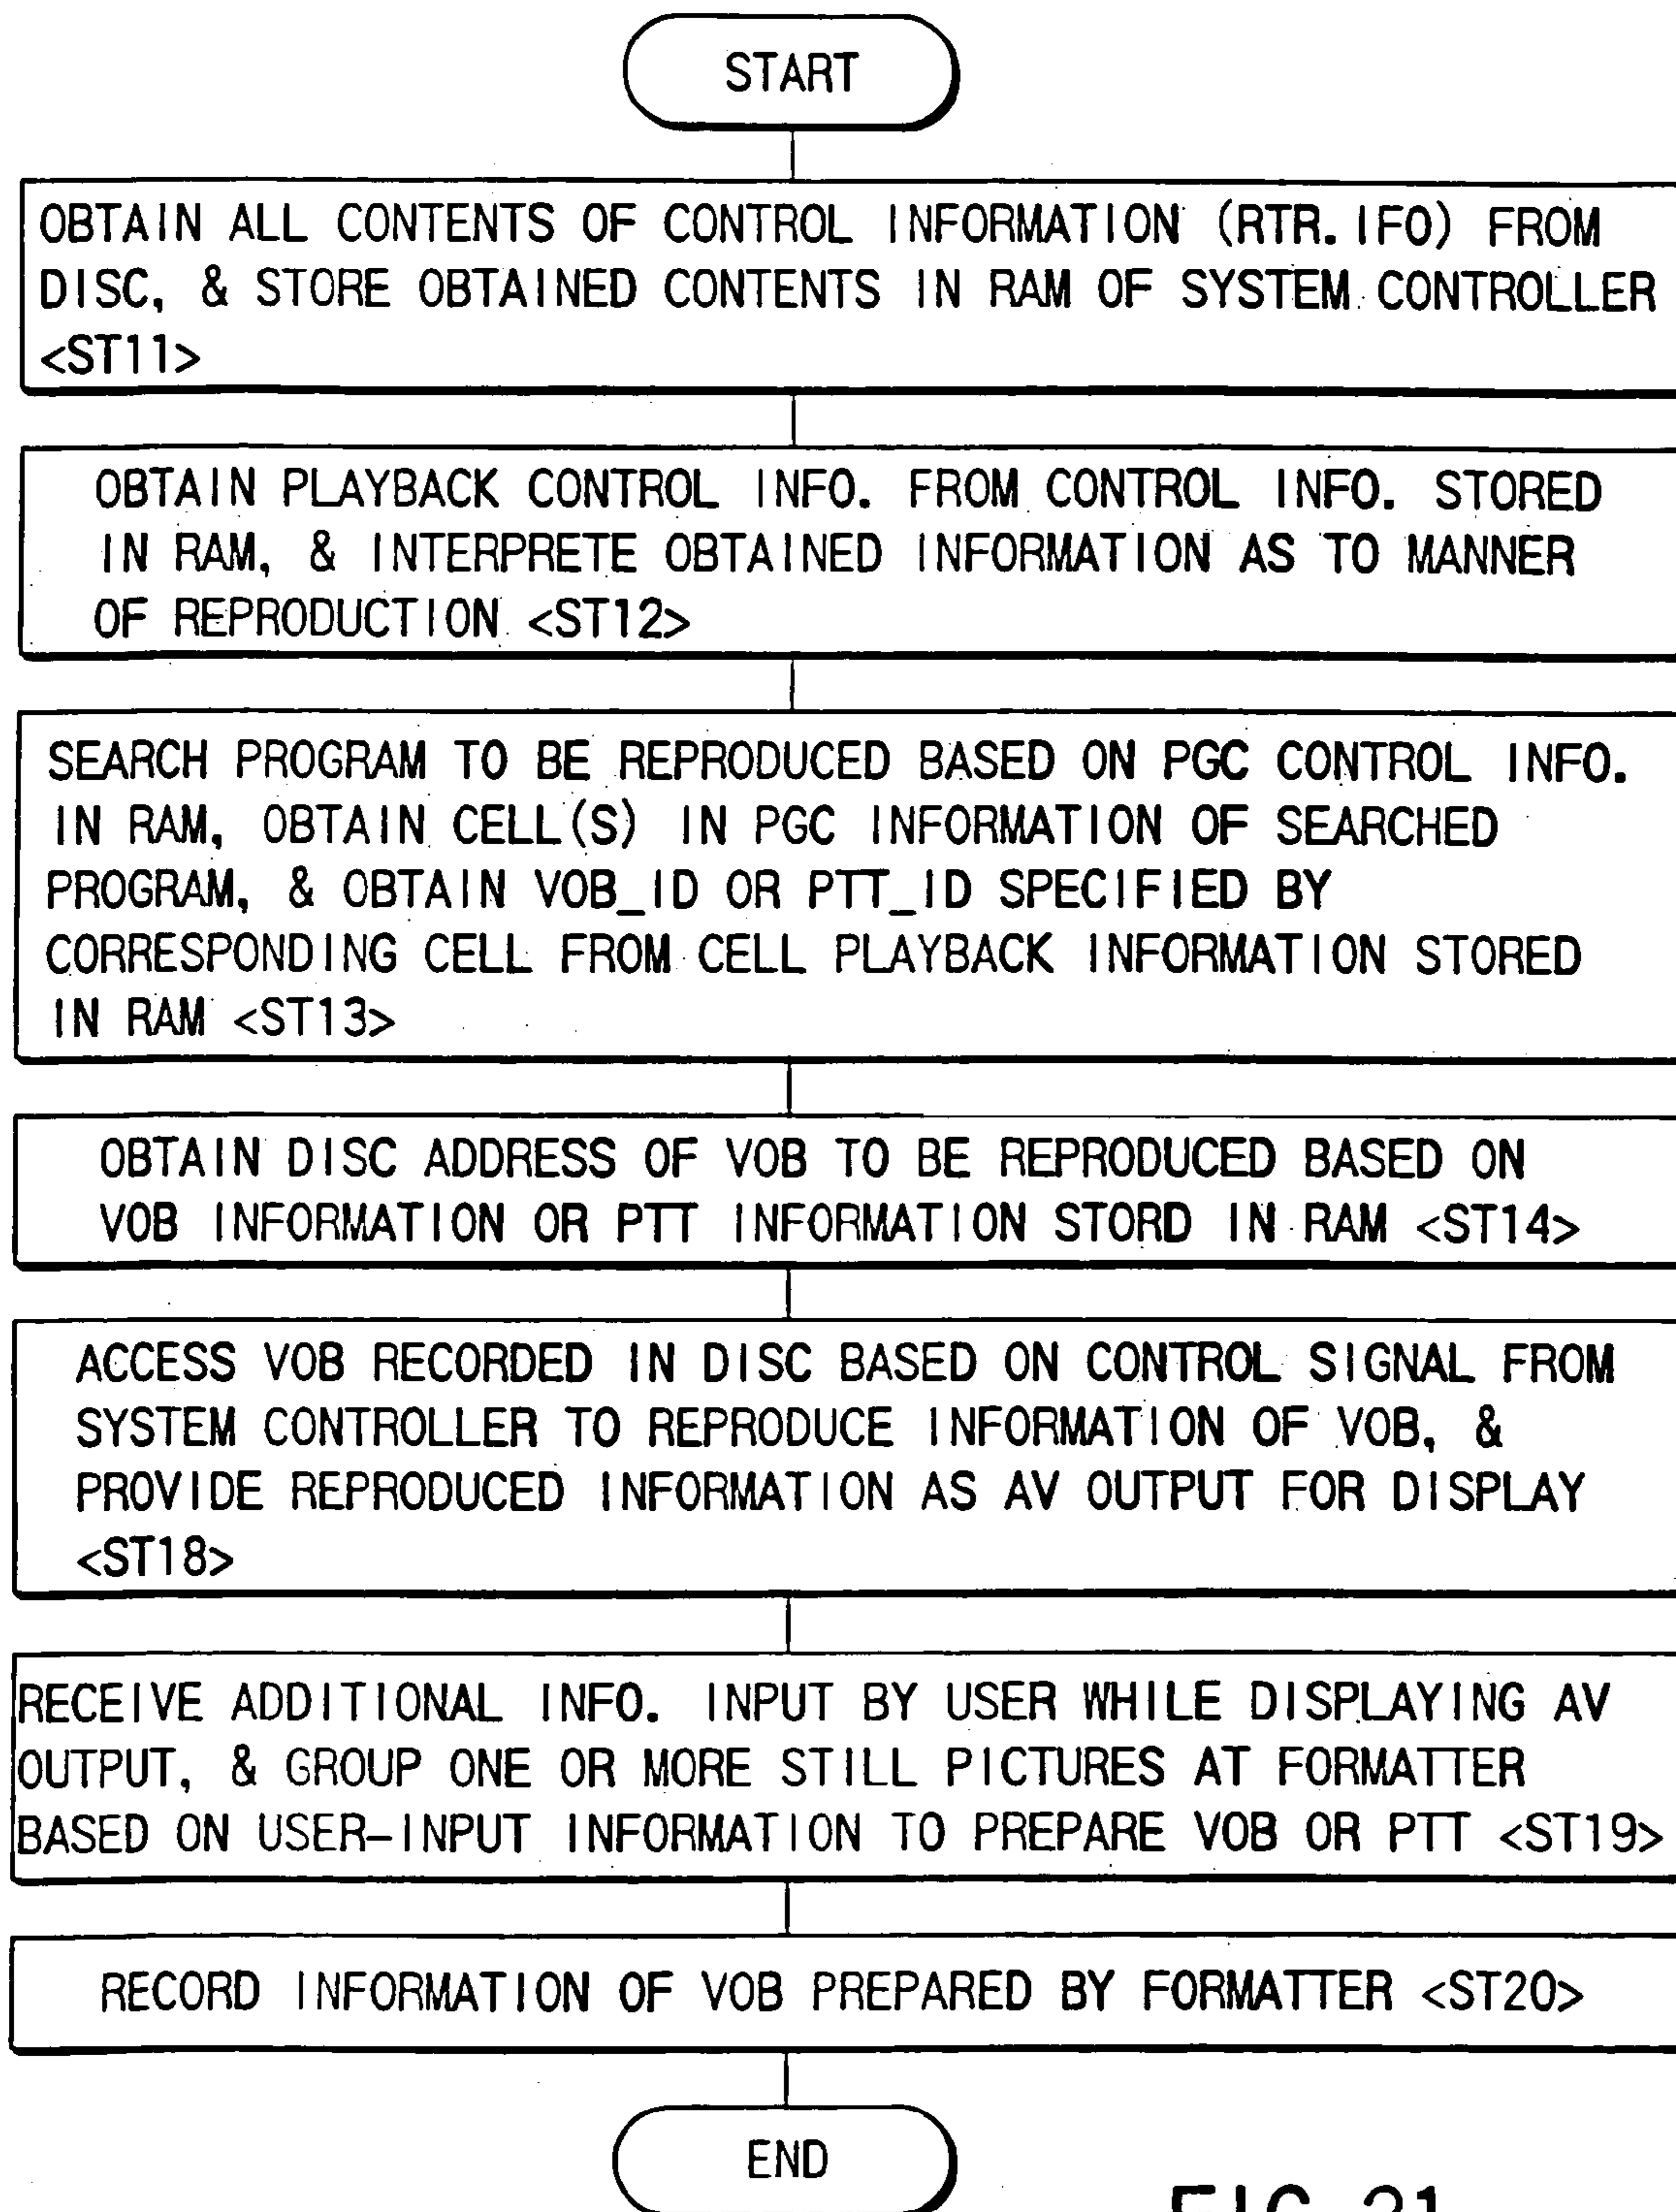 START
OBTAIN ALL CONTENTS OF CONTROL INFORMATION (RTR.IFO) FROM
DISC, & STORE OBTAINED CONTENTS IN RAM OF SYSTEM CONTROLLER
<ST11>
OBTAIN PLAYBACK CONTROL INFO. FROM CONTROL INFO. STORED
IN RAM, & INTERPRETE OBTAINED INFORMATION AS TO MANNER
OF REPRODUCTION <ST12>
SEARCH PROGRAM TO BE REPRODUCED BASED ON PGC CONTROL INFO.
IN RAM, OBTAIN CELL(S) IN PGC INFORMATION OF SEARCHED
PROGRAM, & OBTAIN VOB_ID OR PTT_ID SPECIFIED BY
CORRESPONDING CELL FROM CELL PLAYBACK INFORMATION STORED
IN RAM <ST13>
OBTAIN DISC ADDRESS OF VOB TO BE REPRODUCED BASED ON
VOB INFORMATION OR PTT INFORMATION STORD IN RAM <ST14>
ACCESS VOB RECORDED IN DISC BASED ON CONTROL SIGNAL FROM
SYSTEM CONTROLLER TO REPRODUCE INFORMATION OF VOB, &
PROVIDE REPRODUCED INFORMATION AS AV OUTPUT FOR DISPLAY
<ST18>
RECEIVE ADDITIONAL INFO. INPUT BY USER WHILE DISPLAYING AV
OUTPUT, & GROUP ONE OR MORE STILL PICTURES AT FORMATTER
BASED ON USER-INPUT INFORMATION TO PREPARE VOB OR PTT <ST19>
RECORD INFORMATION OF VOB PREPARED BY FORMATTER <ST20>
END
FIG. 21